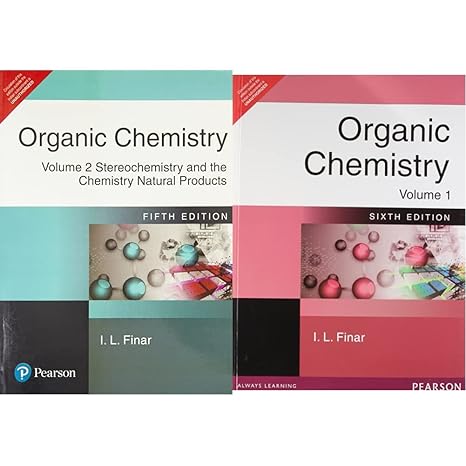 Organic Chemistry
Volume 2 Stereochemistry and the
Chemistry Natural Products
FIFTH EDITION
I. L. Finar
Pearson
Organic
Chemistry
Volume 1
SIXTH EDITION
I. L. Finar
ALWAYS LEARNING
PEARSON